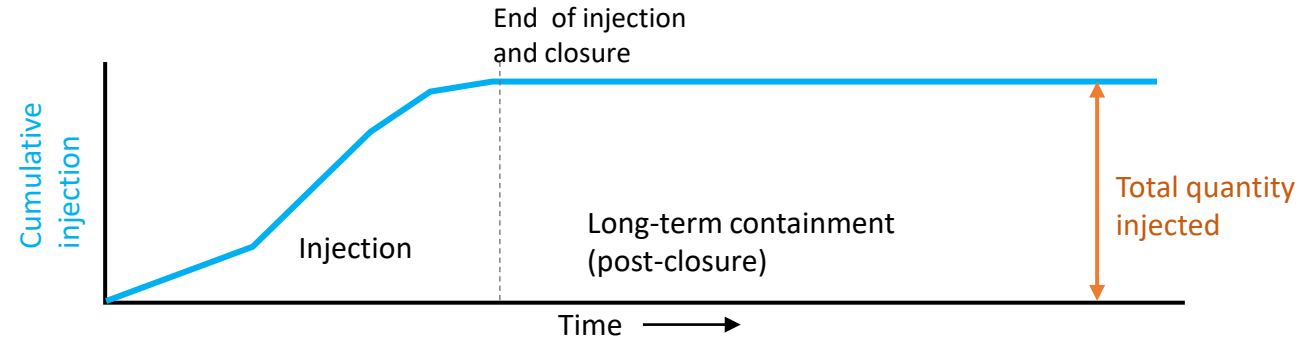 End of injection
and closure
Cumulative
injection
Injection
Long-term containment
(post-closure)
Total quantity
injected
Time